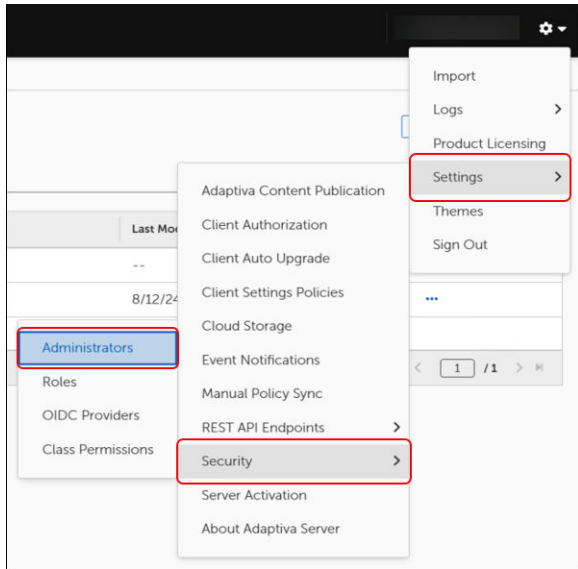 Import
Logs
Product Licensing
Settings
Themes
Sign Out
Adaptiva Content Publication
Client Authorization
Client Auto Upgrade
Client Settings Policies
Cloud Storage
Event Notifications
Manual Policy Sync
REST API Endpoints
Security
Server Activation
About Adaptiva Server
Last Mo
--
8/12/24
1 / 1
Administrators
Roles
OIDC Providers
Class Permissions